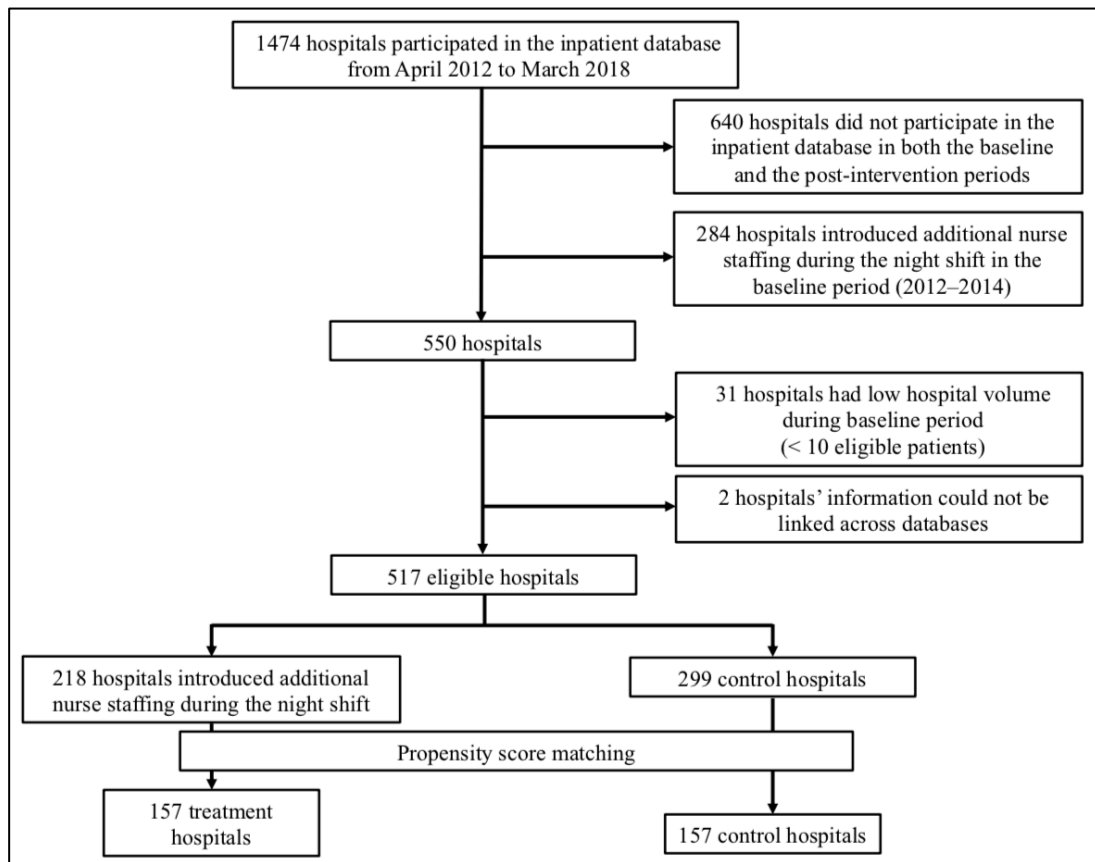 1474 hospitals participated in the inpatient database
from April 2012 to March 2018
640 hospitals did not participate in the
inpatient database in both the baseline
and the post-intervention periods
284 hospitals introduced additional nurse
staffing during the night shift in the
baseline period (2012–2014)
550 hospitals
31 hospitals had low hospital volume
during baseline period
(< 10 eligible patients)
2 hospitals’ information could not be
linked across databases
517 eligible hospitals
218 hospitals introduced additional
nurse staffing during the night shift
299 control hospitals
Propensity score matching
157 treatment
hospitals
157 control hospitals